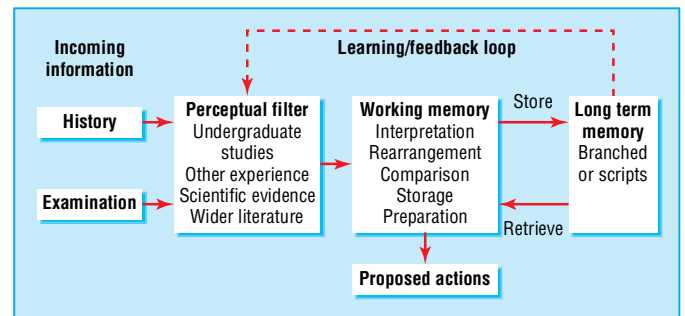 Incoming
information
Learning/feedback loop
History
Examination
Perceptual filter
Undergraduate
studies
Other experience
Scientific evidence
Wider literature
Working memory
Interpretation
Rearrangement
Comparison
Storage
Preparation
Store
Retrieve
Long term
memory
Branched
or scripts
Proposed actions